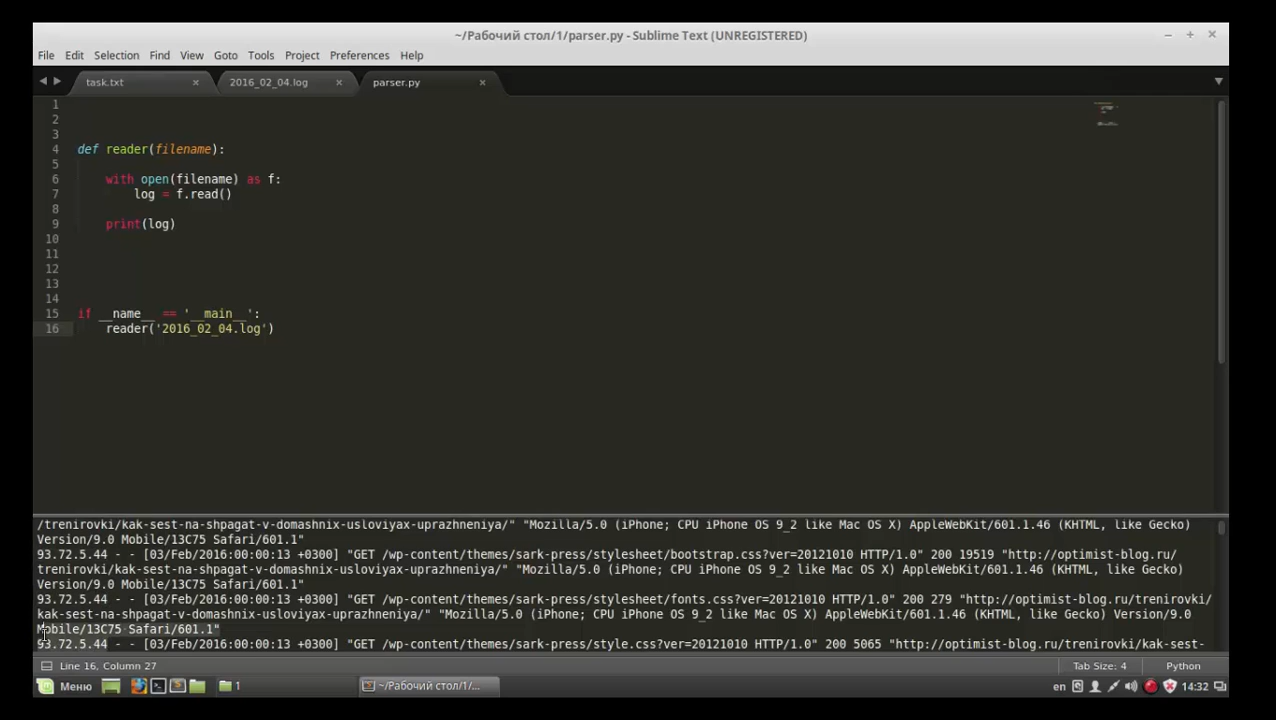 ~/Рабочий стол/1/parser.py - Sublime Text (UNREGISTERED)
File Edit Selection Find View Goto Tools Project Preferences Help
task.txt 2016_02_04.log parser.py
1
2
3
4 def reader(filename):
5
6 with open(filename) as f:
7 log = f.read()
8
9 print(log)
10
11
12
13
14
15 if __name__ == '__main__':
16 reader('2016_02_04.log')
/trenirovki/kak-sest-na-shpagat-v-domashnix-usloviyax-uprazhneniya/" "Mozilla/5.0 (iPhone; CPU iPhone OS 9_2 like Mac OS X) AppleWebKit/601.1.46 (KHTML, like Gecko)
Version/9.0 Mobile/13C75 Safari/601.1"
93.72.5.44 - - [03/Feb/2016:00:00:13 +0300] "GET /wp-content/themes/sark-press/stylesheet/bootstrap.css?ver=20121010 HTTP/1.0" 200 19519 "http://optimist-blog.ru/
trenirovki/kak-sest-na-shpagat-v-domashnix-usloviyax-uprazhneniya/" "Mozilla/5.0 (iPhone; CPU iPhone OS 9_2 like Mac OS X) AppleWebKit/601.1.46 (KHTML, like Gecko)
Version/9.0 Mobile/13C75 Safari/601.1"
93.72.5.44 - - [03/Feb/2016:00:00:13 +0300] "GET /wp-content/themes/sark-press/stylesheet/fonts.css?ver=20121010 HTTP/1.0" 200 279 "http://optimist-blog.ru/trenirovki/
kak-sest-na-shpagat-v-domashnix-usloviyax-uprazhneniya/" "Mozilla/5.0 (iPhone; CPU iPhone OS 9_2 like Mac OS X) AppleWebKit/601.1.46 (KHTML, like Gecko) Version/9.0
Mobile/13C75 Safari/601.1"
93.72.5.44 - - [03/Feb/2016:00:00:13 +0300] "GET /wp-content/themes/sark-press/style.css?ver=20121010 HTTP/1.0" 200 5065 "http://optimist-blog.ru/trenirovki/kak-sest-
Line 16, Column 27 Tab Size: 4 Python
Меню 1 ~/Рабочий стол/1/... en 14:32